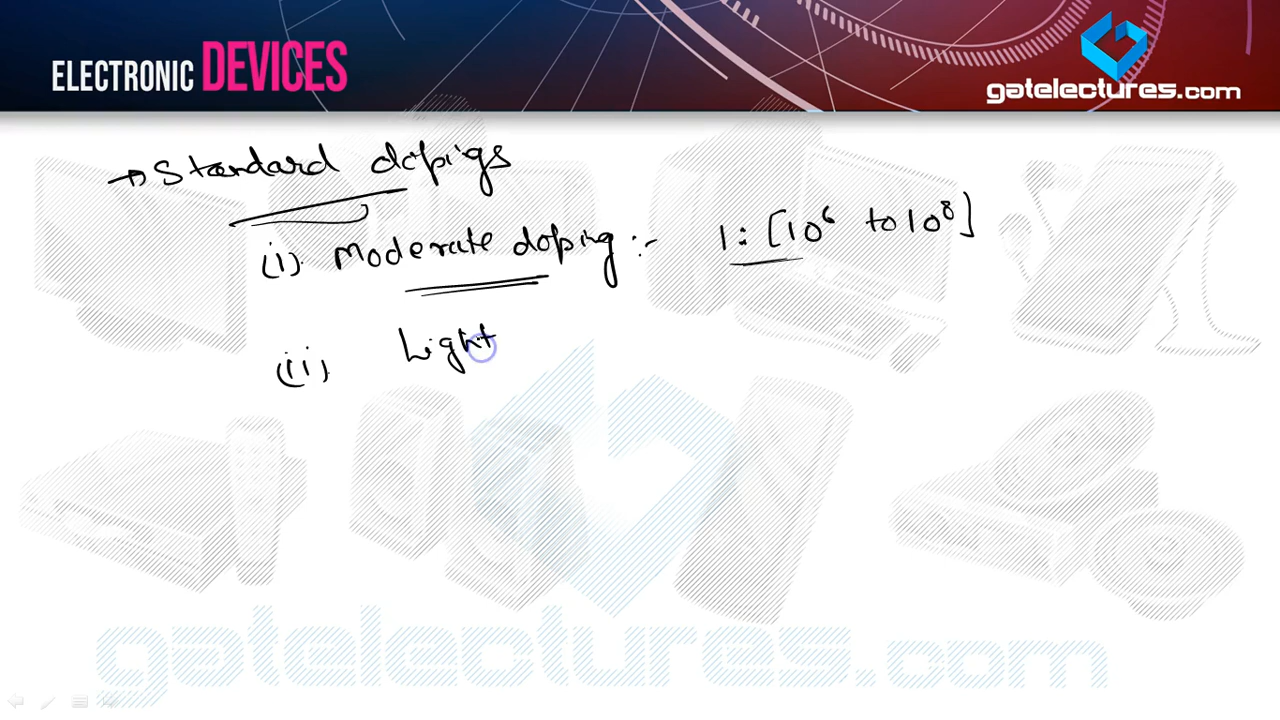 ELECTRONIC DEVICES
gatelectures.com
→ Standard dopigs
(i). Moderate doping :- 1 : [10⁶ to 10⁸]
(ii) Light
gatelectures.com